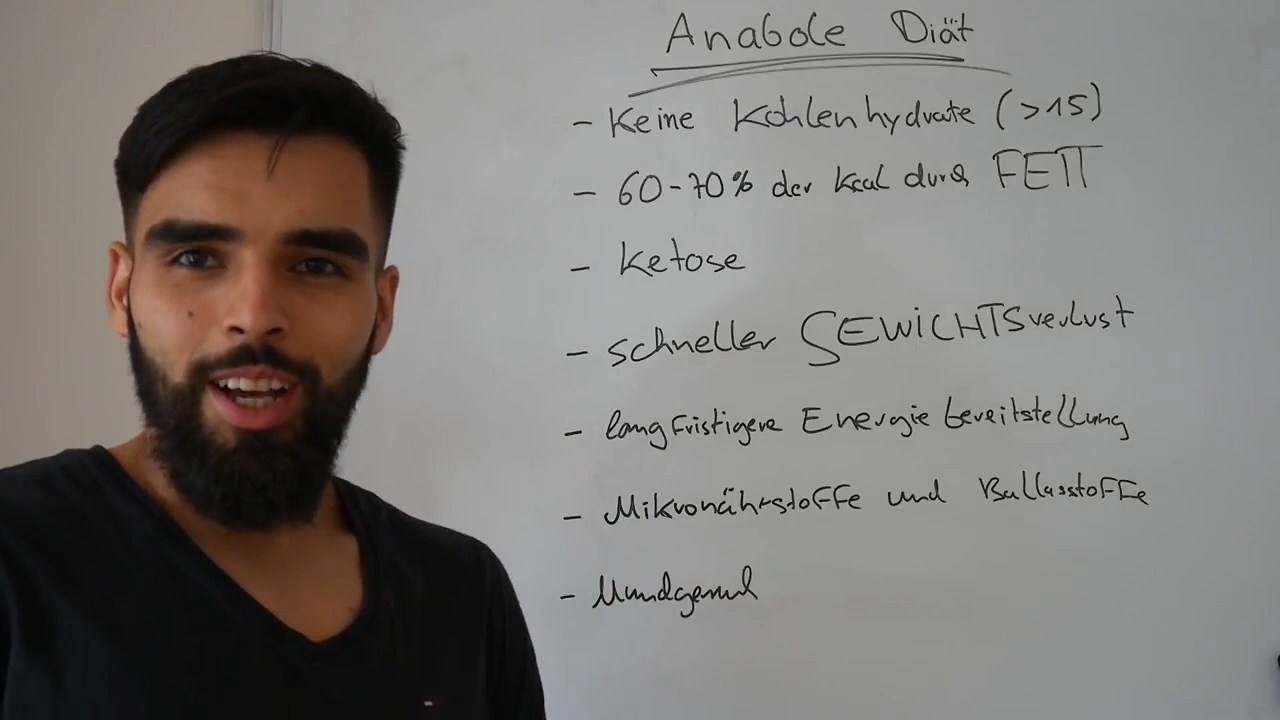 Anabole Diät
- Keine Kohlenhydrate (>15)
- 60-70% der Kcal durch FETT
- Ketose
- schneller GEWiCHTSverlust
- langfristigere Energiebereitstellung
- Mikronährstoffe und Ballasstoffe
- Mundgeruch